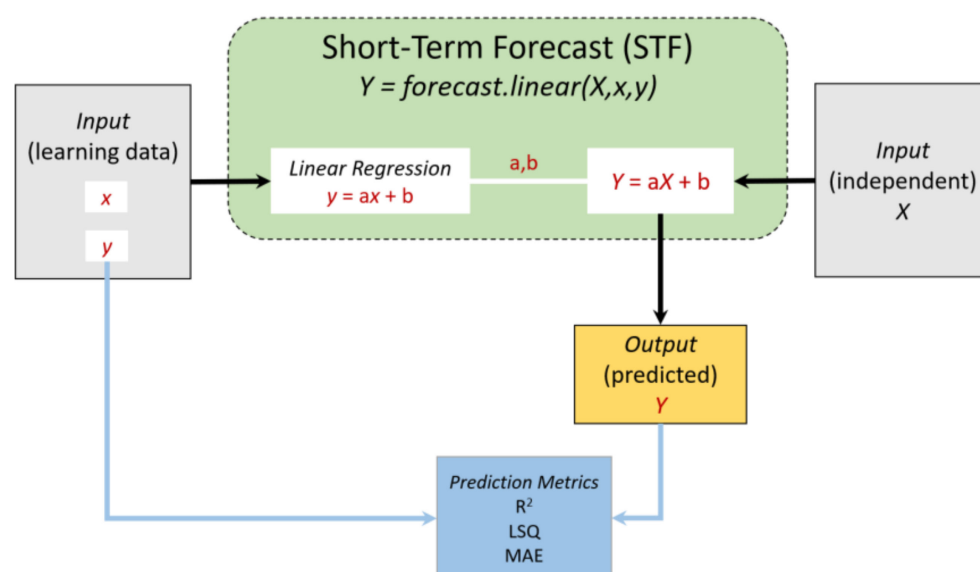 Short-Term Forecast (STF)
Y = forecast.linear(X,x,y)
Input
(learning data)
x
y
Linear Regression
y = ax + b
a,b
Y = aX + b
Input
(independent)
X
Output
(predicted)
Y
Prediction Metrics
R²
LSQ
MAE